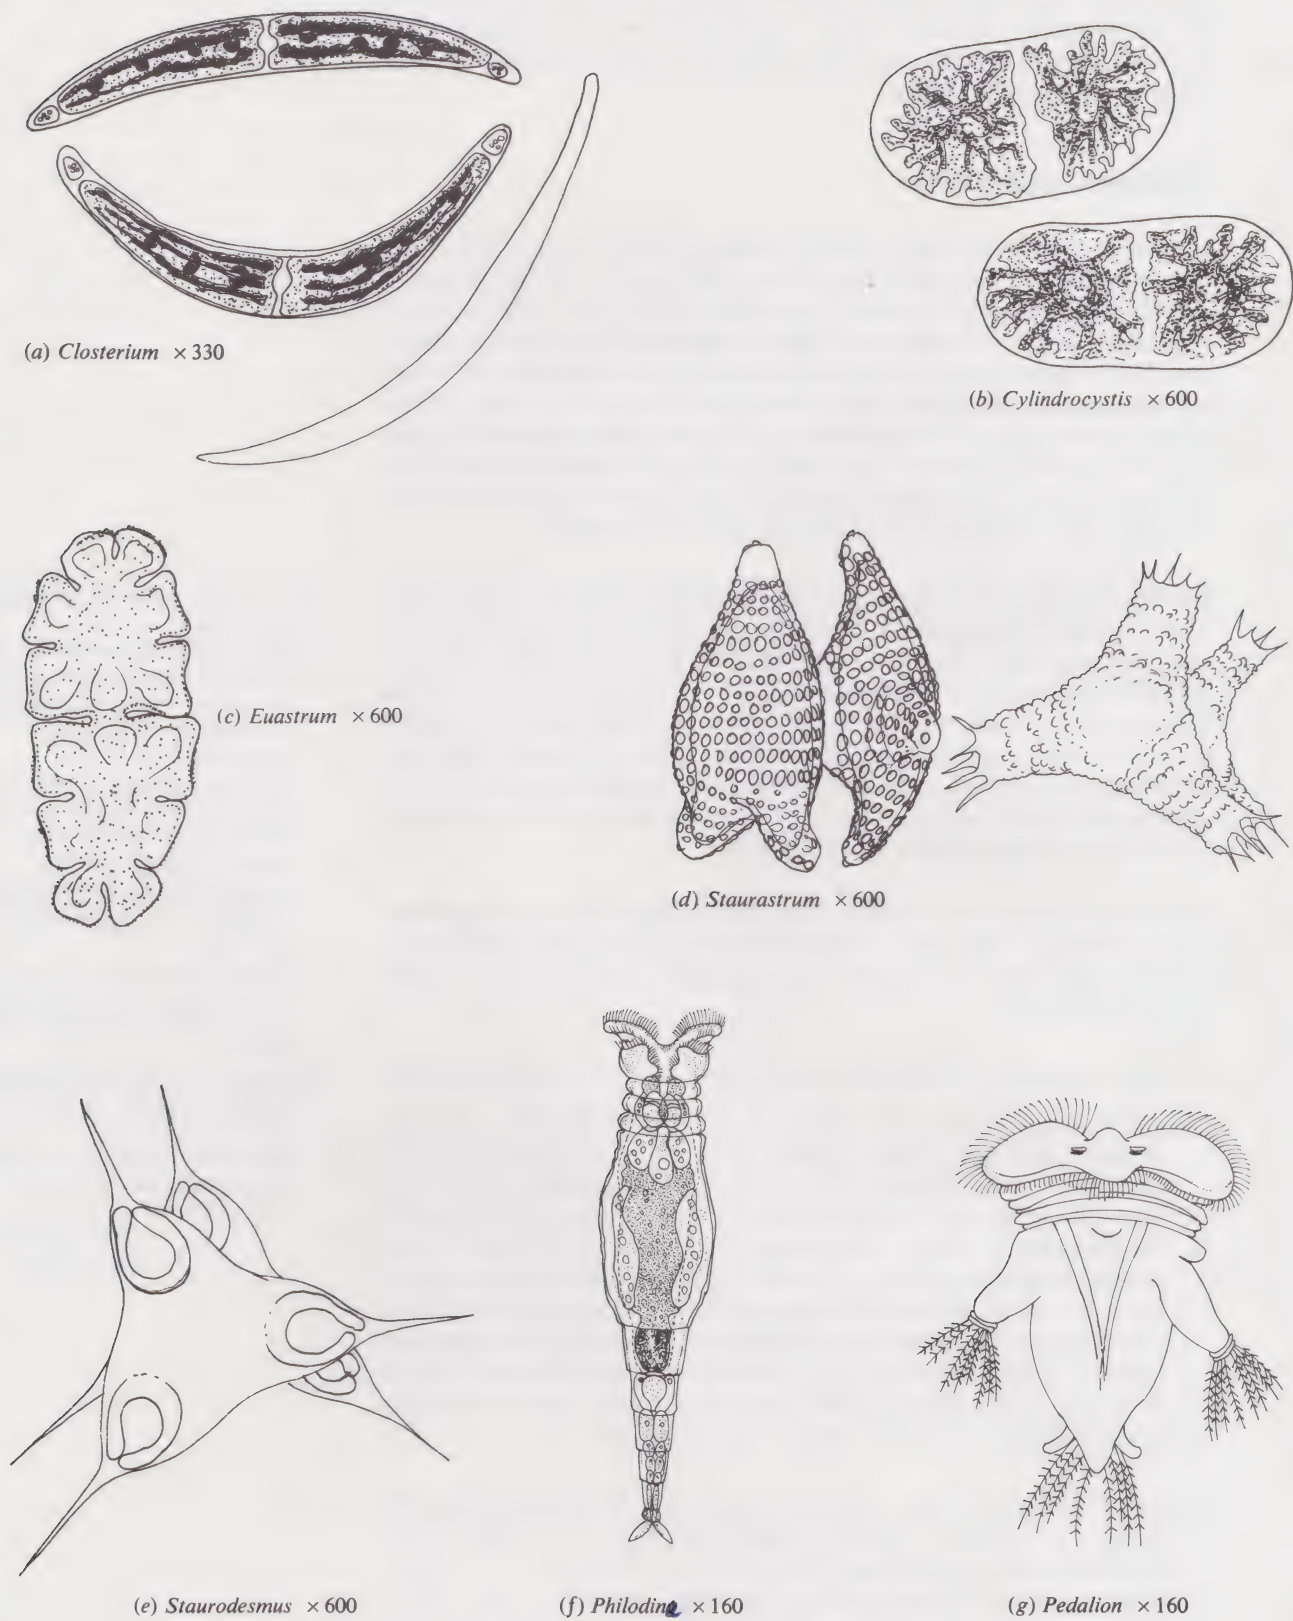 (a) Closterium × 330
(b) Cylindrocystis × 600
(c) Euastrum × 600
(d) Staurastrum × 600
(e) Staurodesmus × 600
(f) Philodina × 160
(g) Pedalion × 160